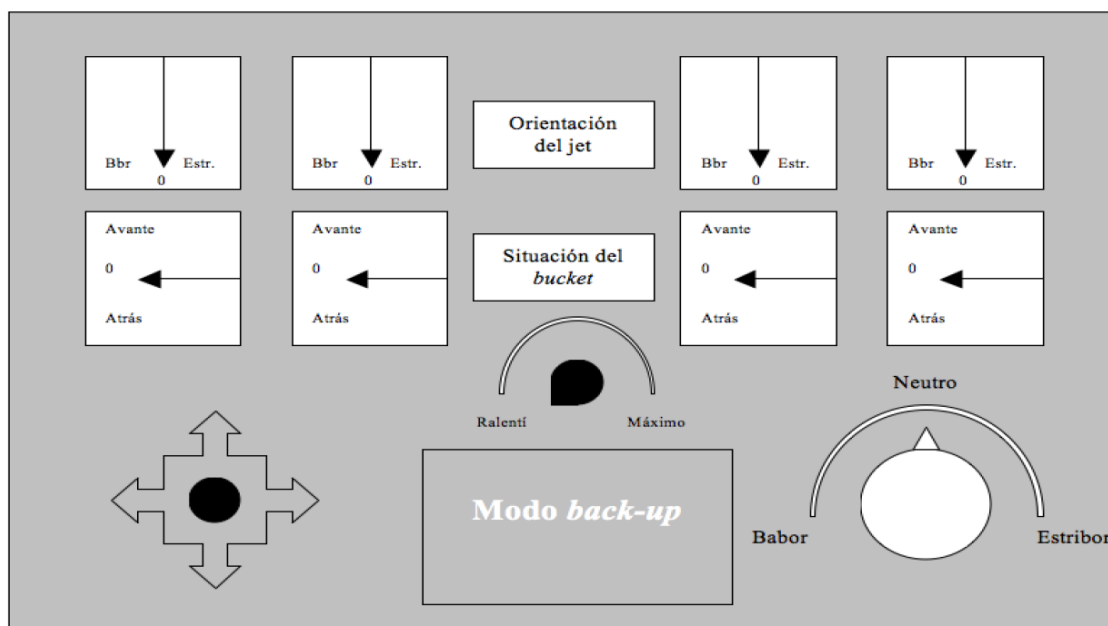 Orientación
del jet
Bbr Estr.
0
Bbr Estr.
0
Bbr Estr.
0
Bbr Estr.
0
Situación del
bucket
Avante
0
Atrás
Avante
0
Atrás
Avante
0
Atrás
Avante
0
Atrás
Ralentí Máximo
Neutro
Babor Estribor
Modo back-up